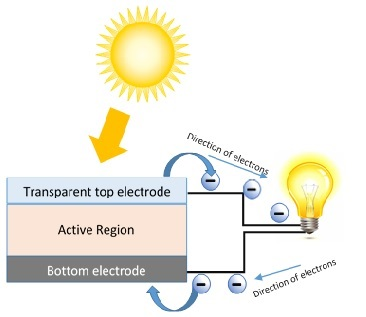 Direction of electrons
Transparent top electrode
Active Region
Bottom electrode
Direction of electrons